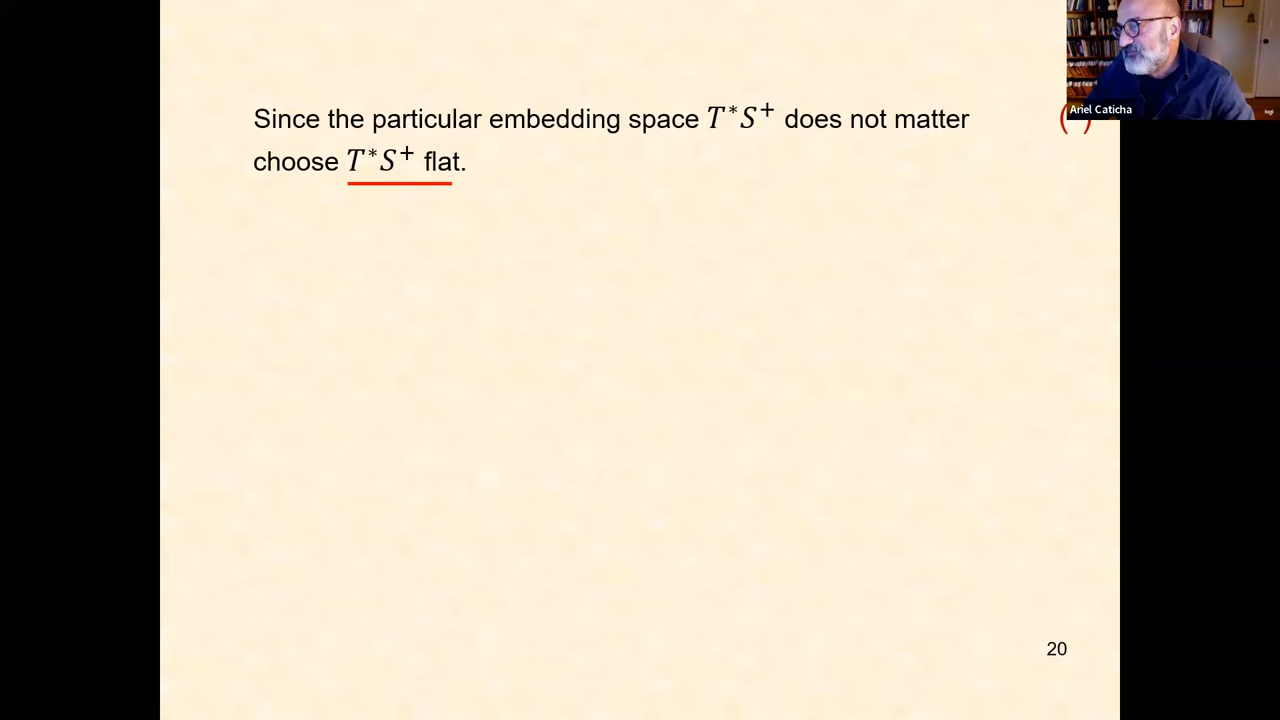 Since the particular embedding space T*S⁺ does not matter
choose T*S⁺ flat.
Ariel Caticha
20